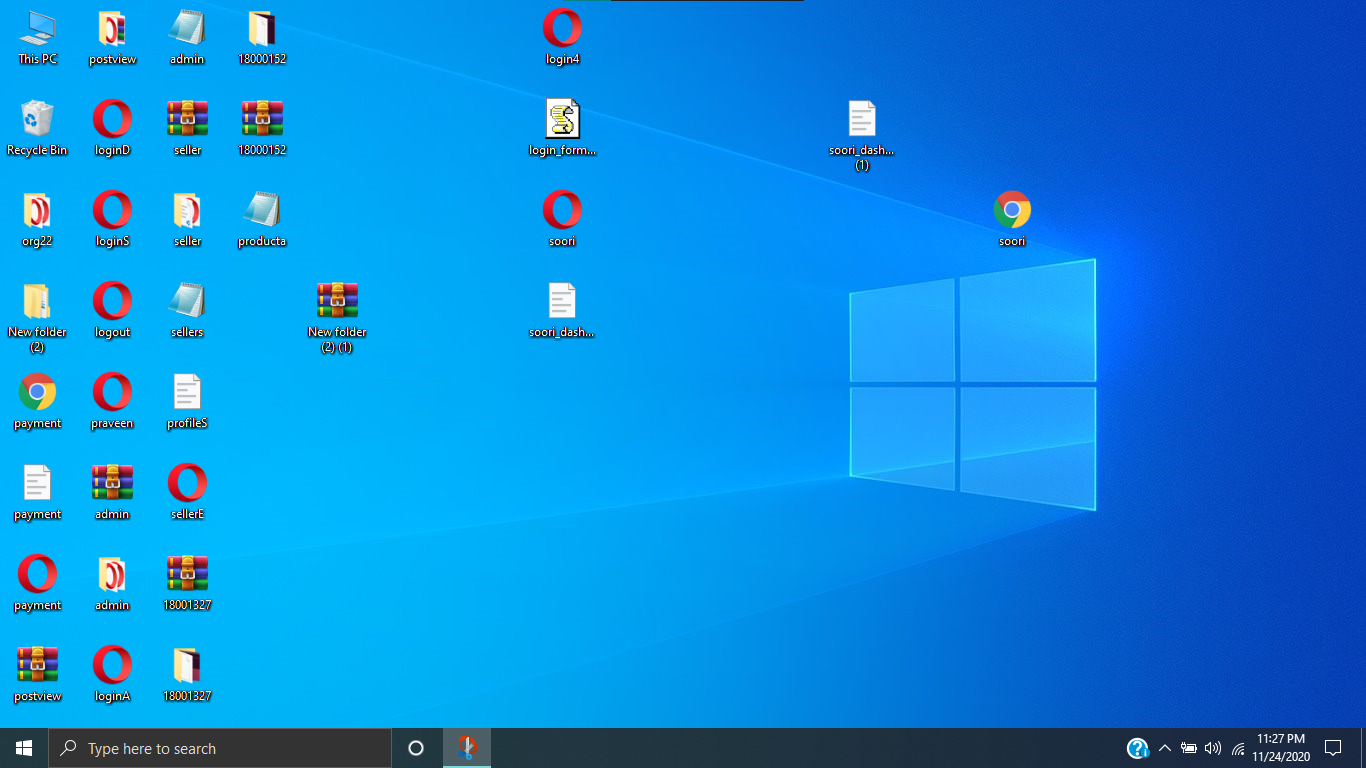 This PC
postview
admin
18000152
login4
Recycle Bin
loginD
seller
18000152
login_form...
soori_dash...
(1)
org22
loginS
seller
producta
soori
soori
New folder
(2)
logout
sellers
New folder
(2) (1)
soori_dash...
payment
praveen
profileS
payment
admin
sellerE
payment
admin
18001327
postview
loginA
18001327
Type here to search
11:27 PM
11/24/2020